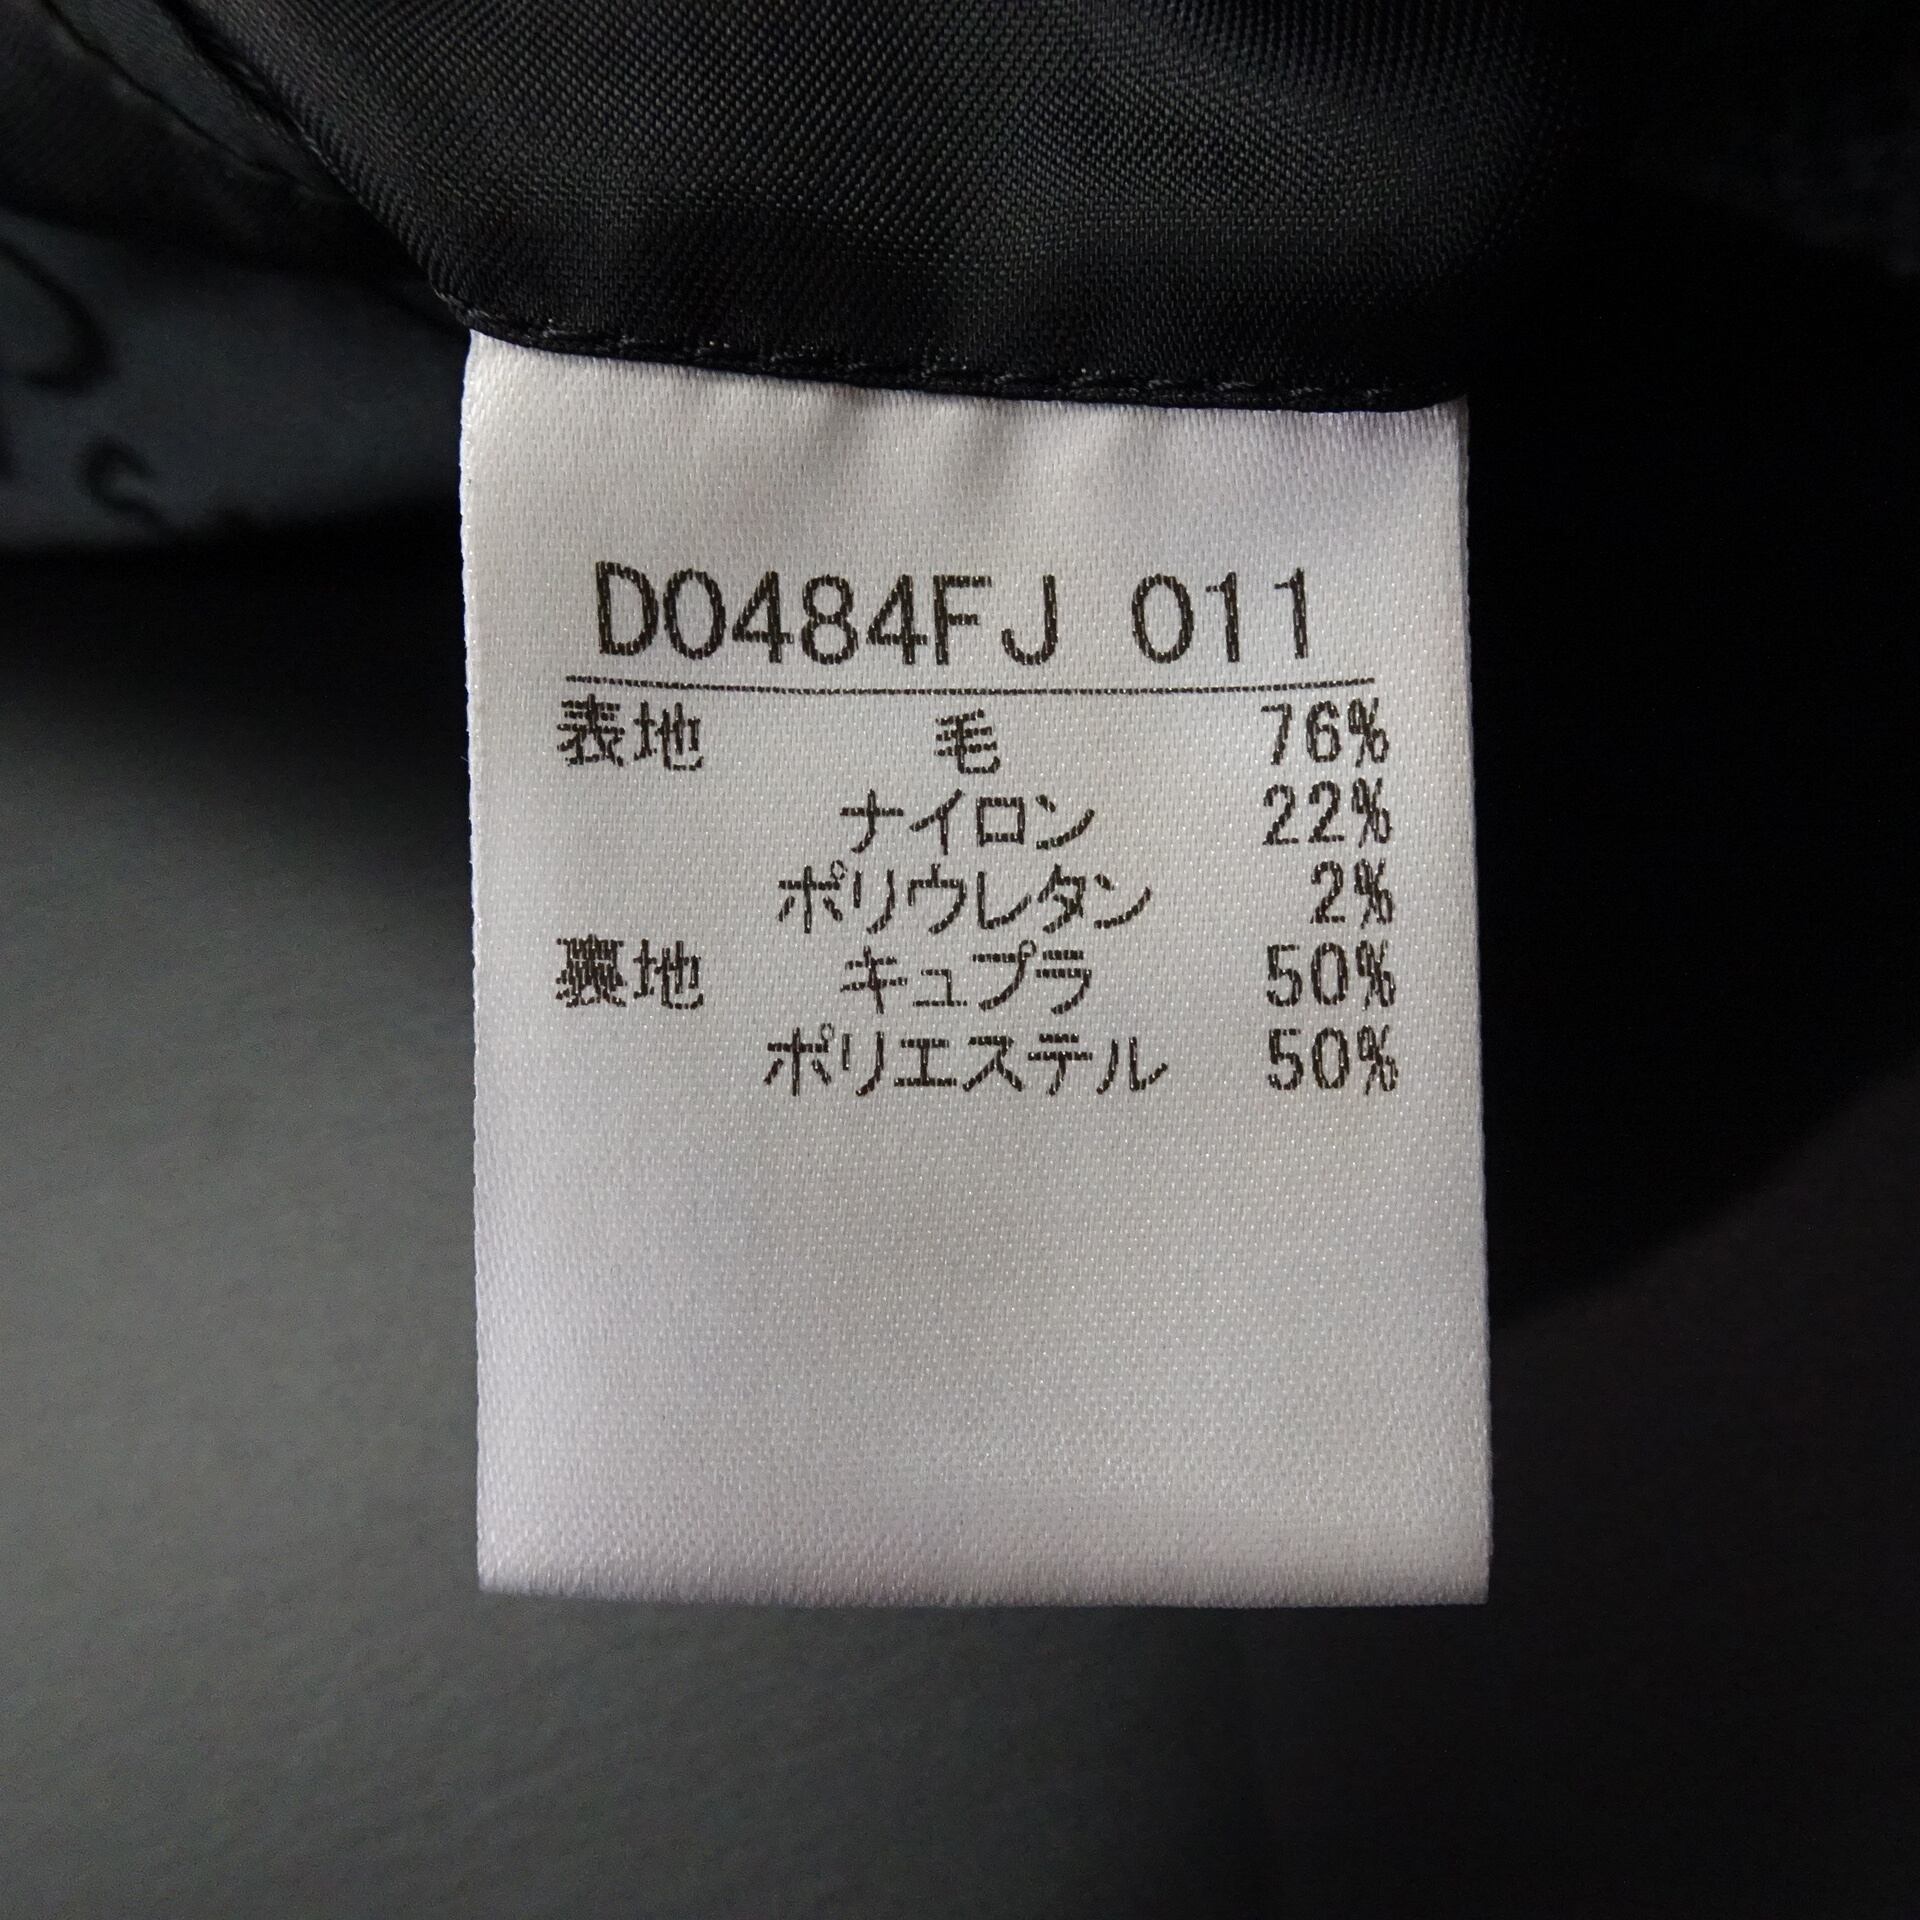 D0484FJ 011
表地 毛 76%
ナイロン 22%
ポリウレタン 2%
裏地 キュプラ 50%
ポリエステル 50%